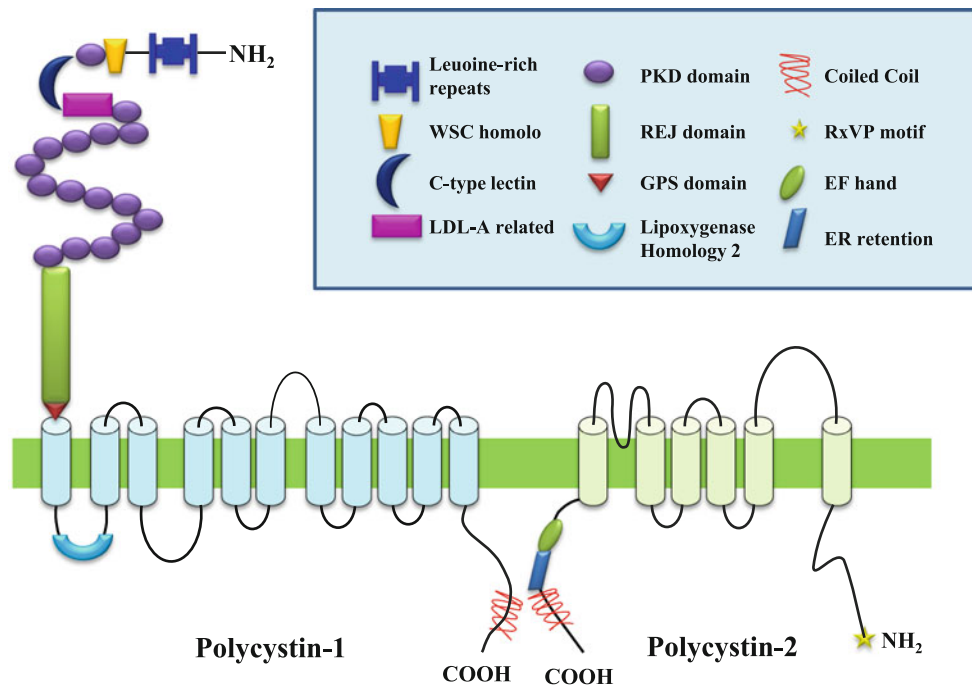 NH2
Leuoine-rich
repeats
WSC homolo
C-type lectin
LDL-A related
PKD domain
REJ domain
GPS domain
Lipoxygenase
Homology 2
Coiled Coil
RxVP motif
EF hand
ER retention
Polycystin-1
COOH
COOH
Polycystin-2
NH2